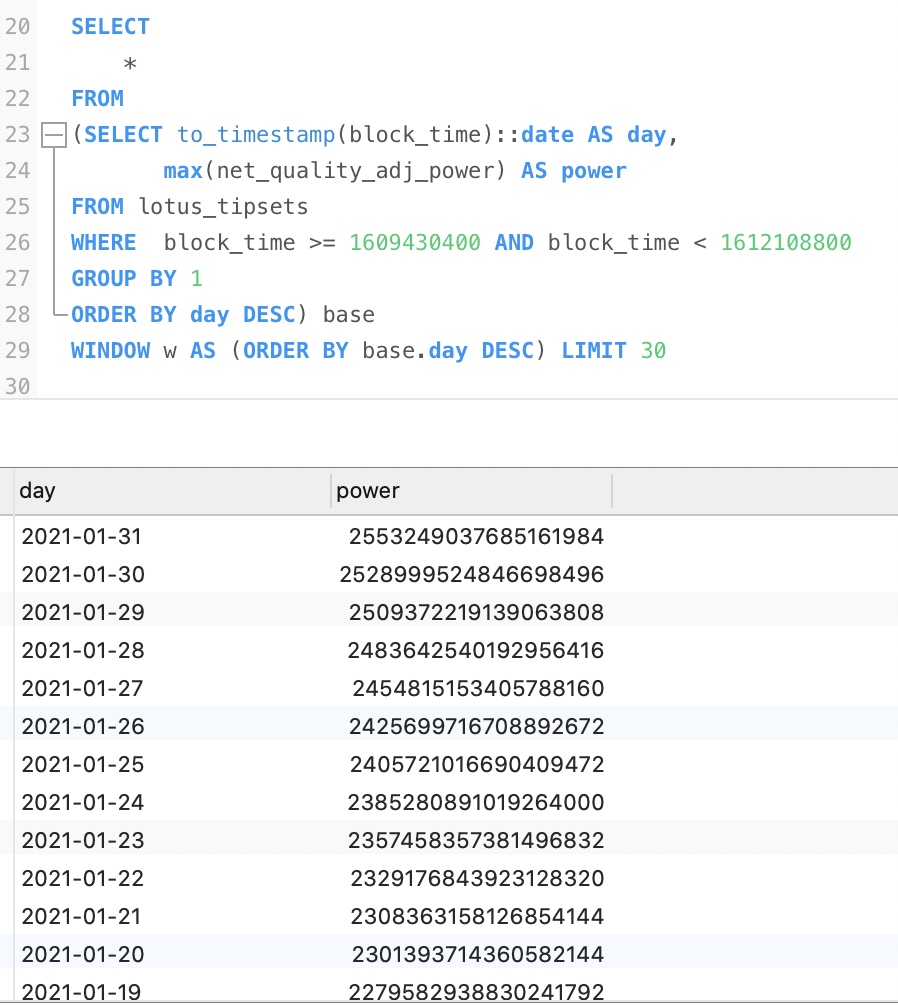 20 SELECT
21 *
22 FROM
23 (SELECT to_timestamp(block_time)::date AS day,
24 max(net_quality_adj_power) AS power
25 FROM lotus_tipsets
26 WHERE block_time >= 1609430400 AND block_time < 1612108800
27 GROUP BY 1
28 ORDER BY day DESC) base
29 WINDOW w AS (ORDER BY base.day DESC) LIMIT 30
30
day power
2021-01-31 2553249037685161984
2021-01-30 2528999524846698496
2021-01-29 2509372219139063808
2021-01-28 2483642540192956416
2021-01-27 2454815153405788160
2021-01-26 2425699716708892672
2021-01-25 2405721016690409472
2021-01-24 2385280891019264000
2021-01-23 2357458357381496832
2021-01-22 2329176843923128320
2021-01-21 2308363158126854144
2021-01-20 2301393714360582144
2021-01-19 2279582938830241792